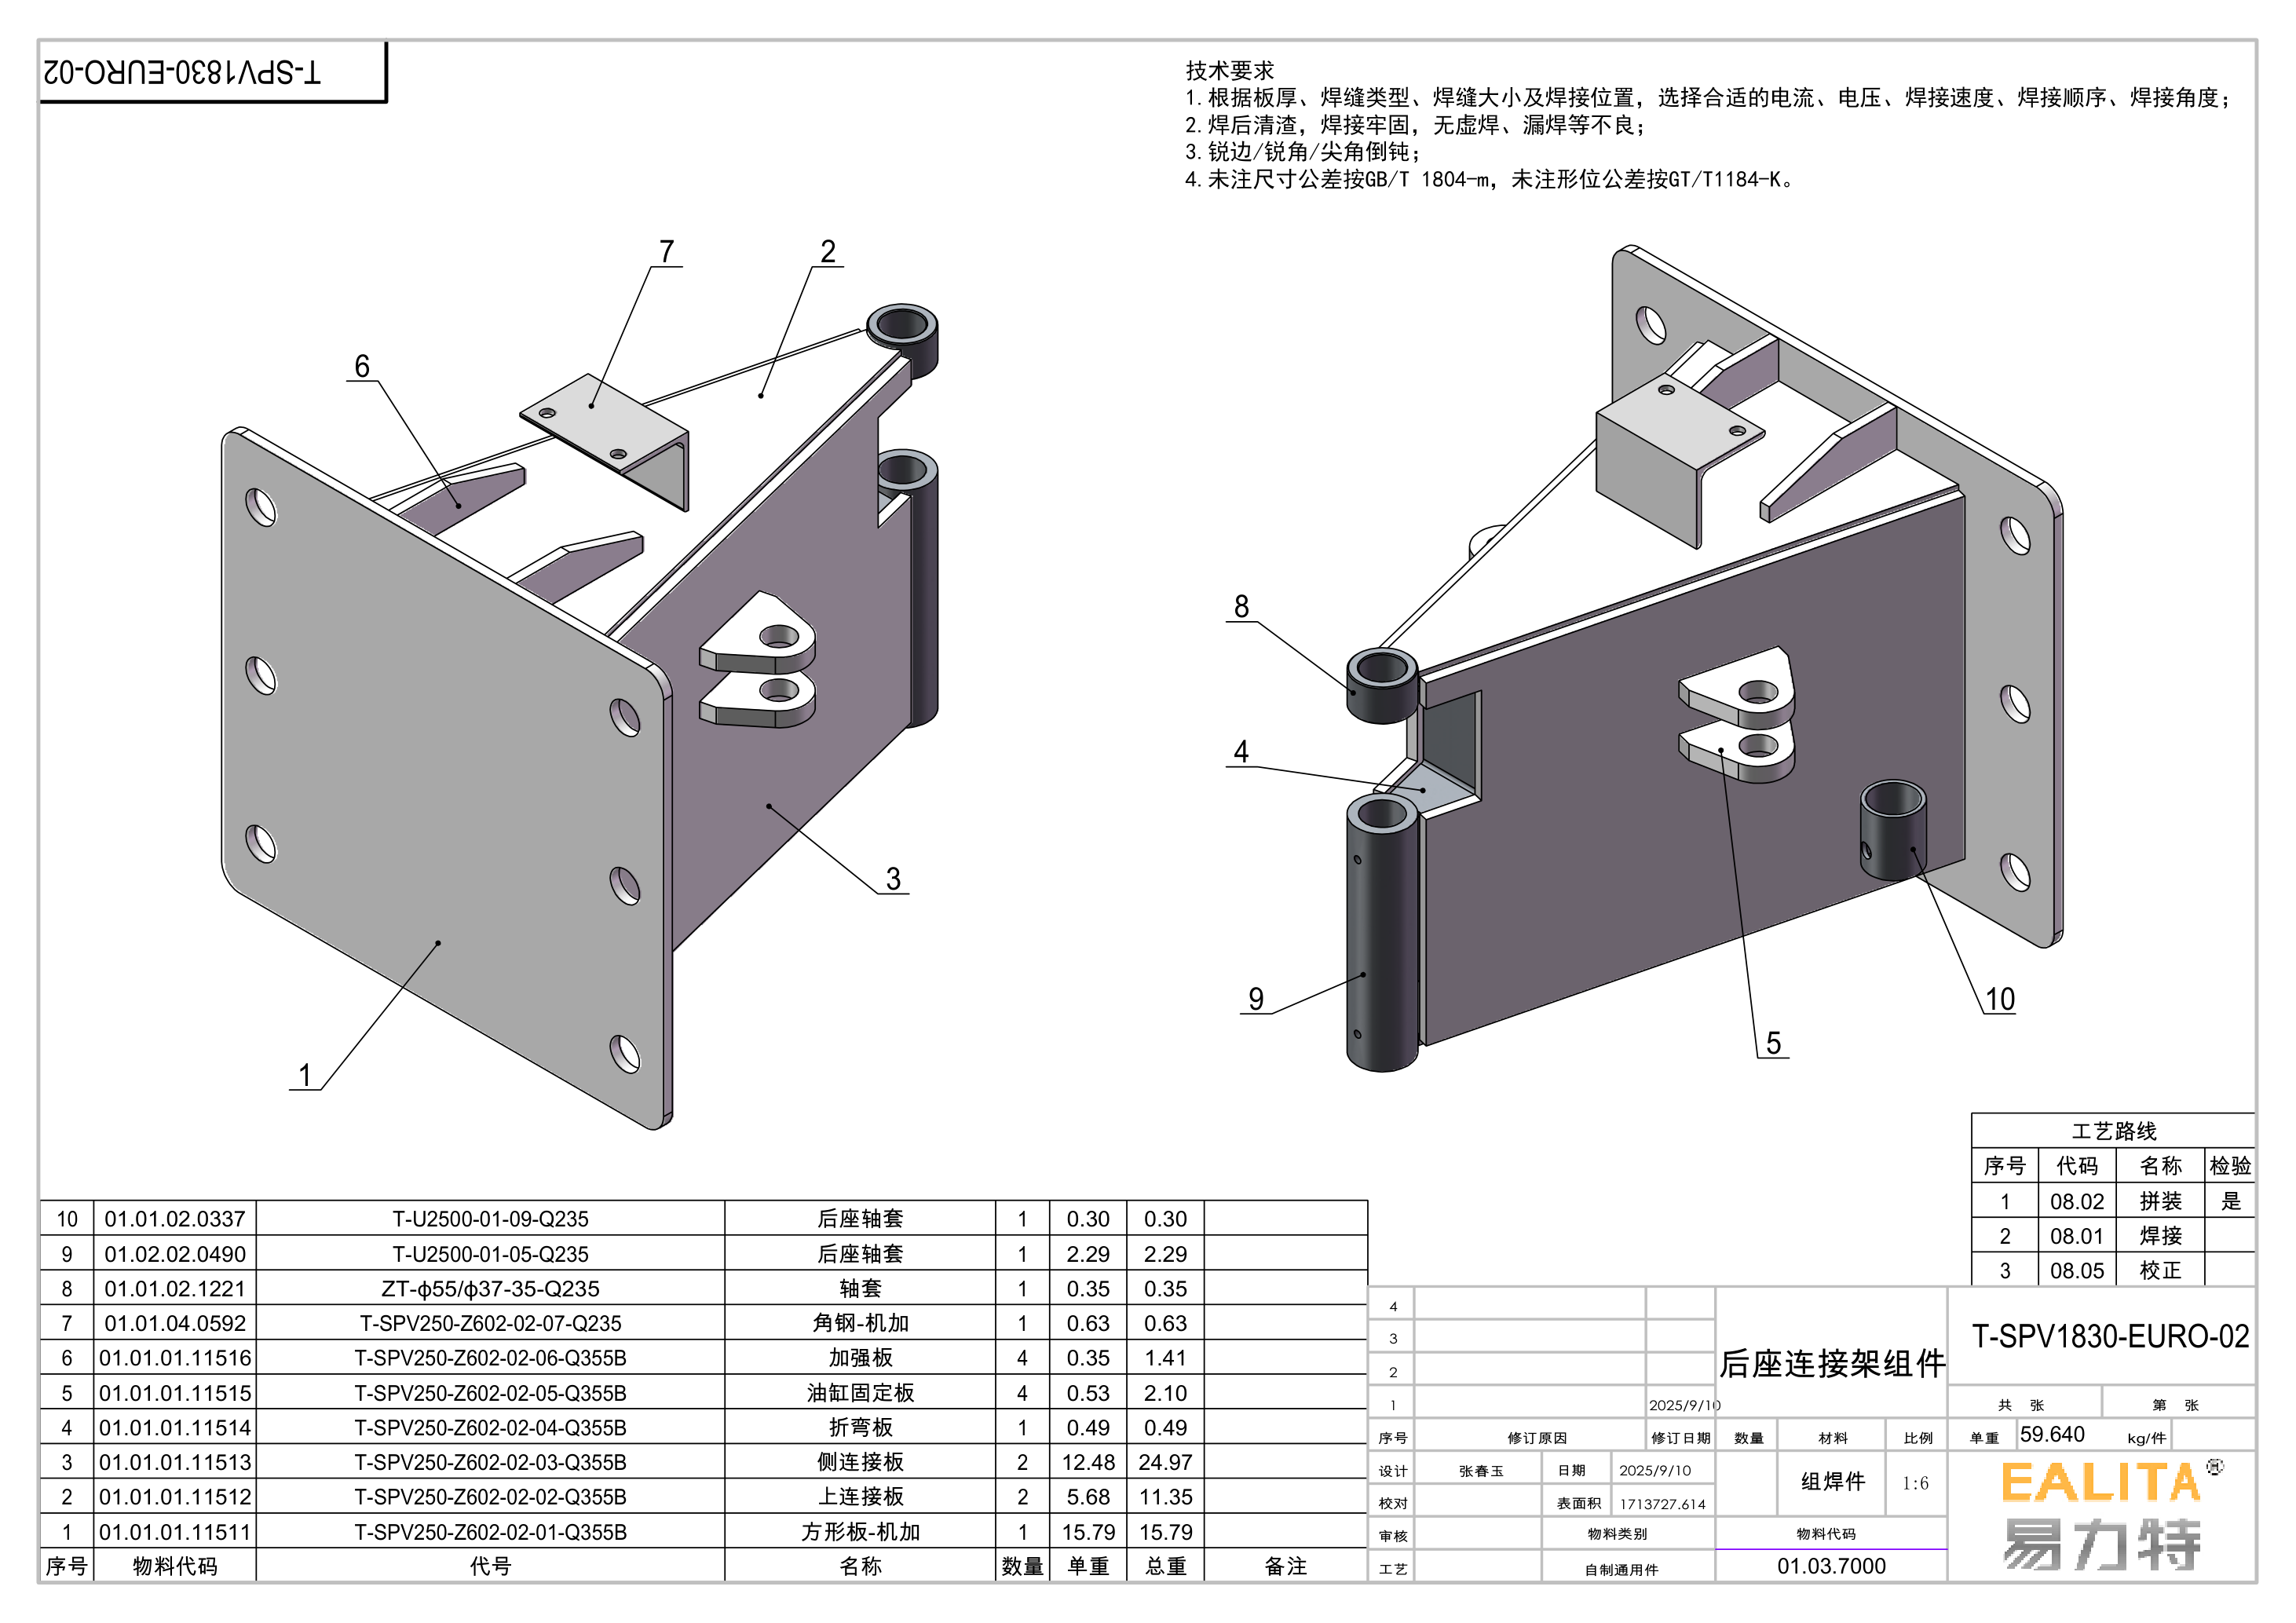 T-SPV1830-EURO-02
技术要求
1.根据板厚、焊缝类型、焊缝大小及焊接位置，选择合适的电流、电压、焊接速度、焊接顺序、焊接角度；
2.焊后清渣，焊接牢固，无虚焊、漏焊等不良；
3.锐边/锐角/尖角倒钝；
4.未注尺寸公差按GB/T 1804-m，未注形位公差按GT/T1184-K。
7
2
6
3
1
8
4
9
5
10
工艺路线
序号 代码 名称 检验
1 08.02 拼装 是
2 08.01 焊接
3 08.05 校正
10 01.01.02.0337 T-U2500-01-09-Q235 后座轴套 1 0.30 0.30
9 01.02.02.0490 T-U2500-01-05-Q235 后座轴套 1 2.29 2.29
8 01.01.02.1221 ZT-φ55/φ37-35-Q235 轴套 1 0.35 0.35
7 01.01.04.0592 T-SPV250-Z602-02-07-Q235 角钢-机加 1 0.63 0.63
6 01.01.01.11516 T-SPV250-Z602-02-06-Q355B 加强板 4 0.35 1.41
5 01.01.01.11515 T-SPV250-Z602-02-05-Q355B 油缸固定板 4 0.53 2.10
4 01.01.01.11514 T-SPV250-Z602-02-04-Q355B 折弯板 1 0.49 0.49
3 01.01.01.11513 T-SPV250-Z602-02-03-Q355B 侧连接板 2 12.48 24.97
2 01.01.01.11512 T-SPV250-Z602-02-02-Q355B 上连接板 2 5.68 11.35
1 01.01.01.11511 T-SPV250-Z602-02-01-Q355B 方形板-机加 1 15.79 15.79
序号 物料代码 代号 名称 数量 单重 总重 备注
4
3
2
1 2025/9/10
序号 修订原因 修订日期
设计 张春玉 日期 2025/9/10
校对 表面积 1713727.614
审核 物料类别
工艺 自制通用件
后座连接架组件
数量 材料 比例
组焊件 1:6
物料代码
01.03.7000
T-SPV1830-EURO-02
共 张 第 张
单重 59.640 kg/件
EALITA®
易力特